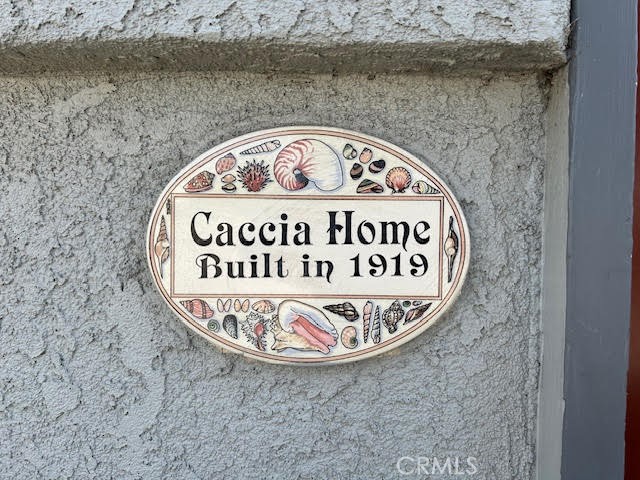 Caccia Home
Built in 1919
CRMLS